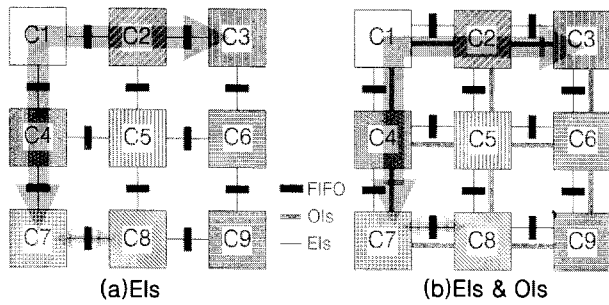 C1 C2 C3 C1 C2 C3
C4 C5 C6 C4 C5 C6
FIFO
OIs
EIs
C7 C8 C9 C7 C8 C9
(a)EIs (b)EIs & OIs